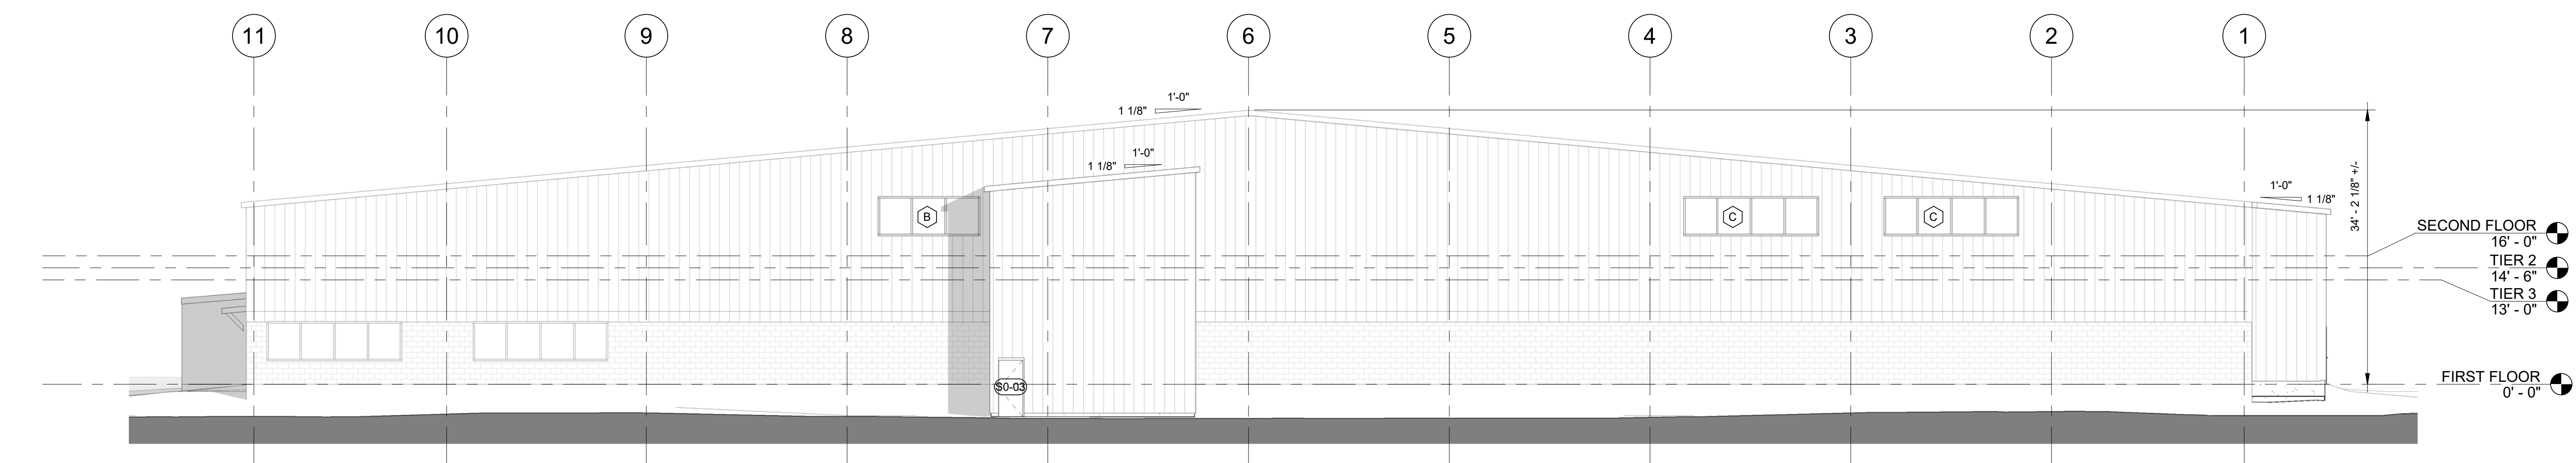 11 10 9 8 7 6 5 4 3 2 1
1'-0"
1 1/8"
1'-0"
1 1/8"
1'-0"
1 1/8"
34' - 2 1/8" +/-
B
C
C
SECOND FLOOR
16' - 0"
TIER 2
14' - 6"
TIER 3
13' - 0"
FIRST FLOOR
0' - 0"
S0-03